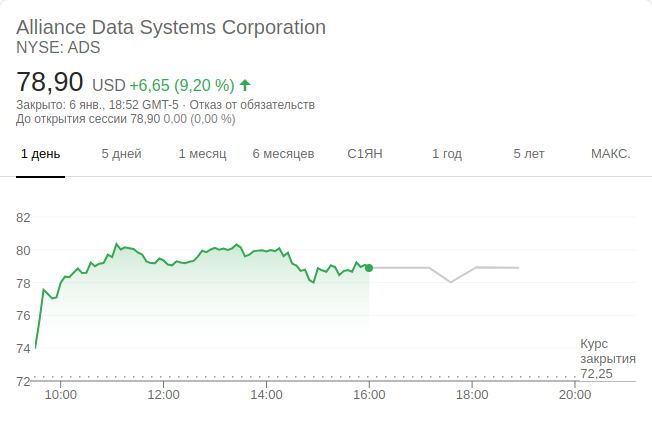 Alliance Data Systems Corporation
NYSE: ADS
78,90 USD +6,65 (9,20 %)
Закрыто: 6 янв., 18:52 GMT-5 · Отказ от обязательств
До открытия сессии 78,90 0,00 (0,00 %)
1 день 5 дней 1 месяц 6 месяцев С1ЯН 1 год 5 лет МАКС.
82
80
78
76
74
Курс
закрытия
72,25
72
10:00 12:00 14:00 16:00 18:00 20:00